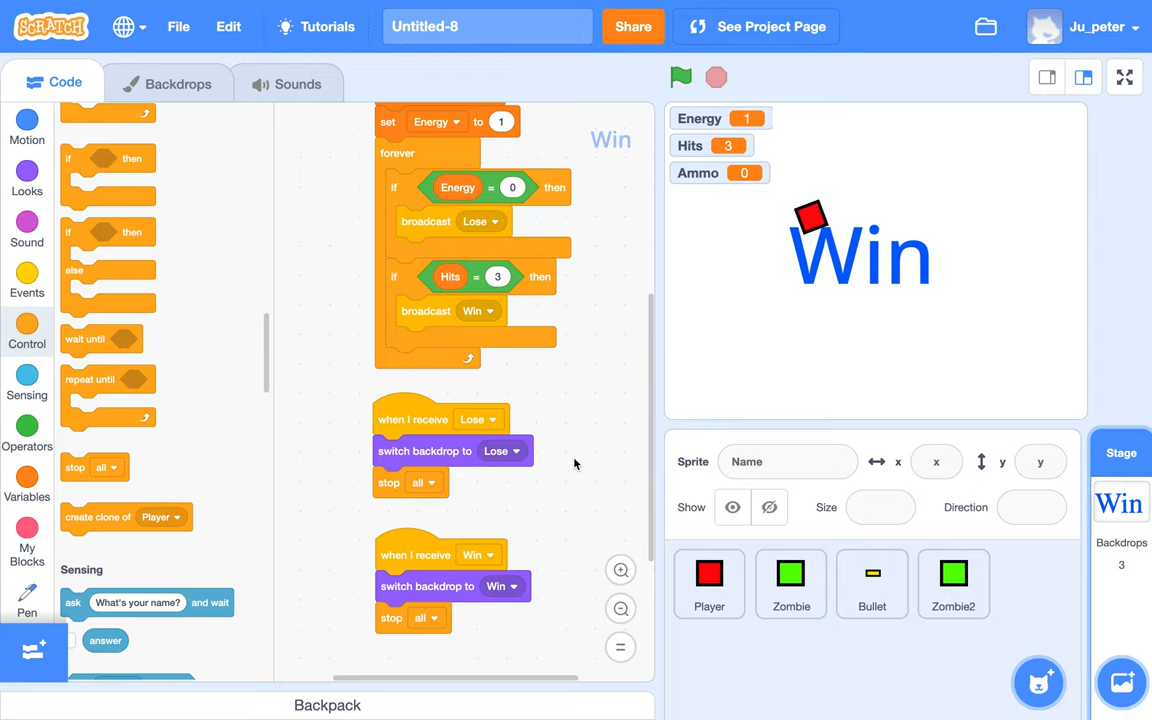 SCRATCH
File
Edit
Tutorials
Untitled-8
Share
See Project Page
Ju_peter
Code
Backdrops
Sounds
Motion
Looks
Sound
Events
Control
Sensing
Operators
Variables
My
Blocks
Pen
if then
if then
else
wait until
repeat until
stop all
create clone of Player
Sensing
ask What's your name? and wait
answer
set Energy to 1
forever
if Energy = 0 then
broadcast Lose
if Hits = 3 then
broadcast Win
when I receive Lose
switch backdrop to Lose
stop all
when I receive Win
switch backdrop to Win
stop all
Win
Backpack
Energy 1
Hits 3
Ammo 0
Win
Sprite Name x x y y
Show Size Direction
Player
Zombie
Bullet
Zombie2
Stage
Win
Backdrops
3